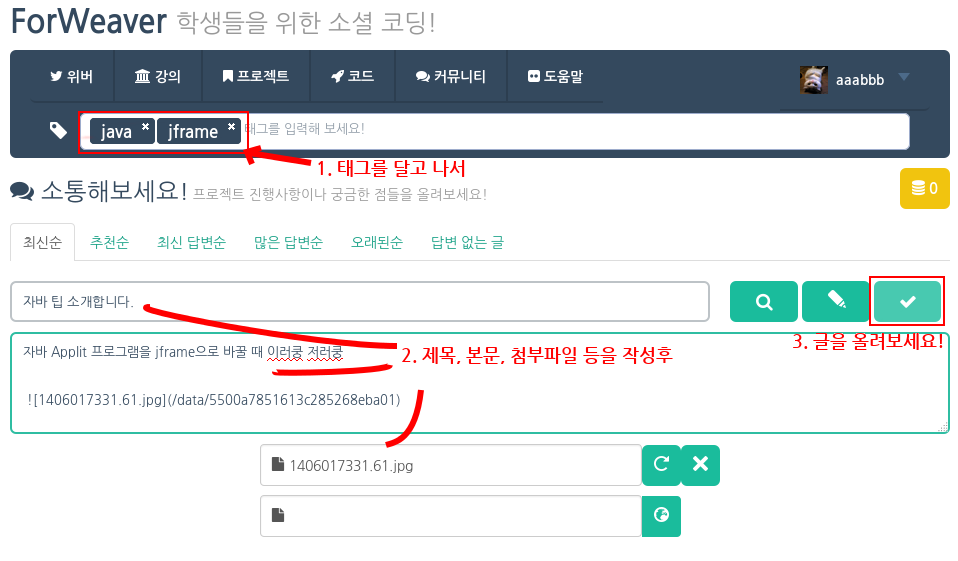 ForWeaver 학생들을 위한 소셜 코딩!
위버 강의 프로젝트 코드 커뮤니티 도움말 aaabbb
java jframe 태그를 입력해 보세요!
1. 태그를 달고 나서
소통해보세요! 프로젝트 진행사항이나 궁금한 점들을 올려보세요! 0
최신순 추천순 최신 답변순 많은 답변순 오래된순 답변 없는 글
자바 팁 소개합니다.
3. 글을 올려보세요!
자바 Applit 프로그램을 jframe으로 바꿀 때 이러쿵 저러쿵
2. 제목, 본문, 첨부파일 등을 작성후
![1406017331.61.jpg](/data/5500a7851613c285268eba01)
1406017331.61.jpg